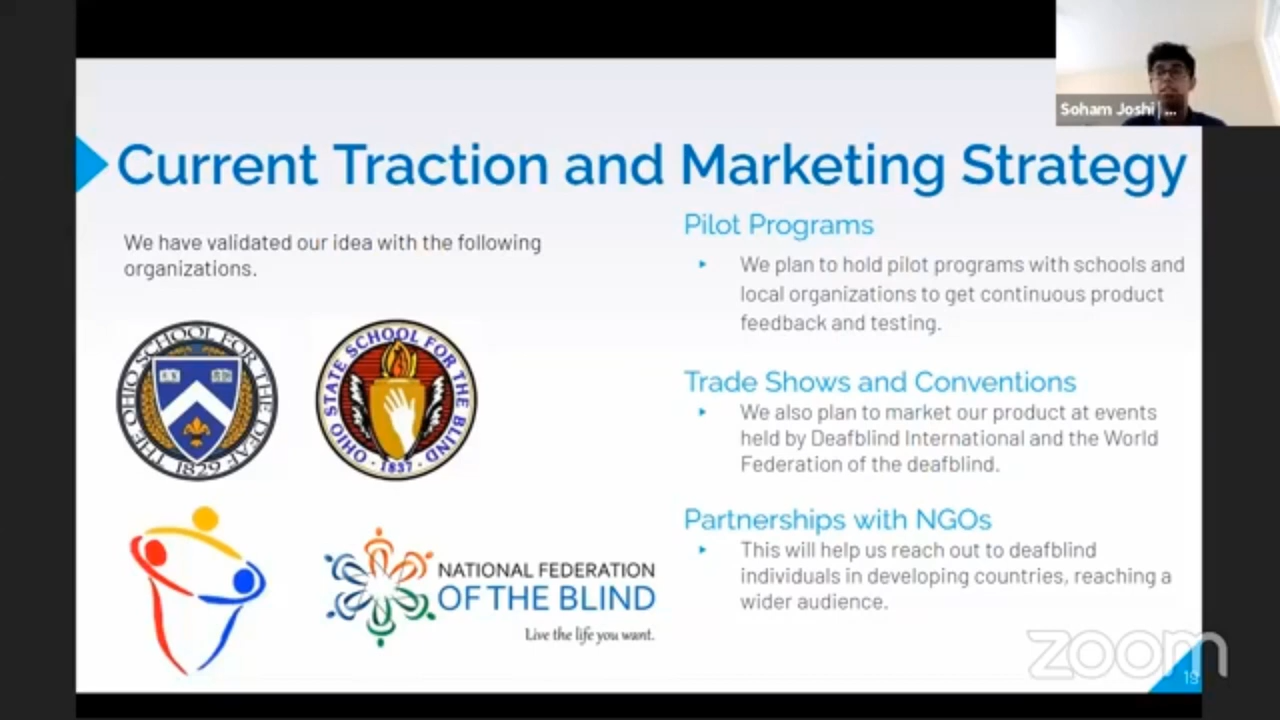 Soham Joshi | ...
Current Traction and Marketing Strategy
We have validated our idea with the following
organizations.
THE OHIO SCHOOL FOR THE DEAF
1829
OHIO STATE SCHOOL FOR THE BLIND
· 1837 ·
NATIONAL FEDERATION
OF THE BLIND
Live the life you want.
Pilot Programs
We plan to hold pilot programs with schools and
local organizations to get continuous product
feedback and testing.
Trade Shows and Conventions
We also plan to market our product at events
held by Deafblind International and the World
Federation of the deafblind.
Partnerships with NGOs
This will help us reach out to deafblind
individuals in developing countries, reaching a
wider audience.
zoom
19